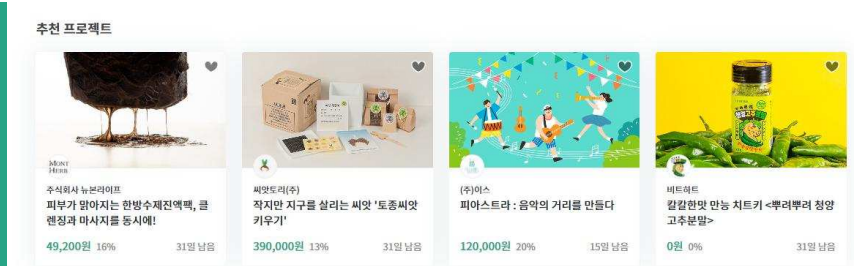 추천 프로젝트
MONT
HERB
주식회사 뉴본라이프
피부가 맑아지는 한방수제진액팩, 클
렌징과 마사지를 동시에!
49,200원 16% 31일 남음
씨앗토리(주)
작지만 지구를 살리는 씨앗 '토종씨앗
키우기'
390,000원 13% 31일 남음
(주)이스
피아스트라 : 음악의 거리를 만들다
120,000원 20% 15일 남음
비트하트
칼칼한맛 만능 치트키 <뿌려뿌려 청양
고추분말>
0원 0% 31일 남음